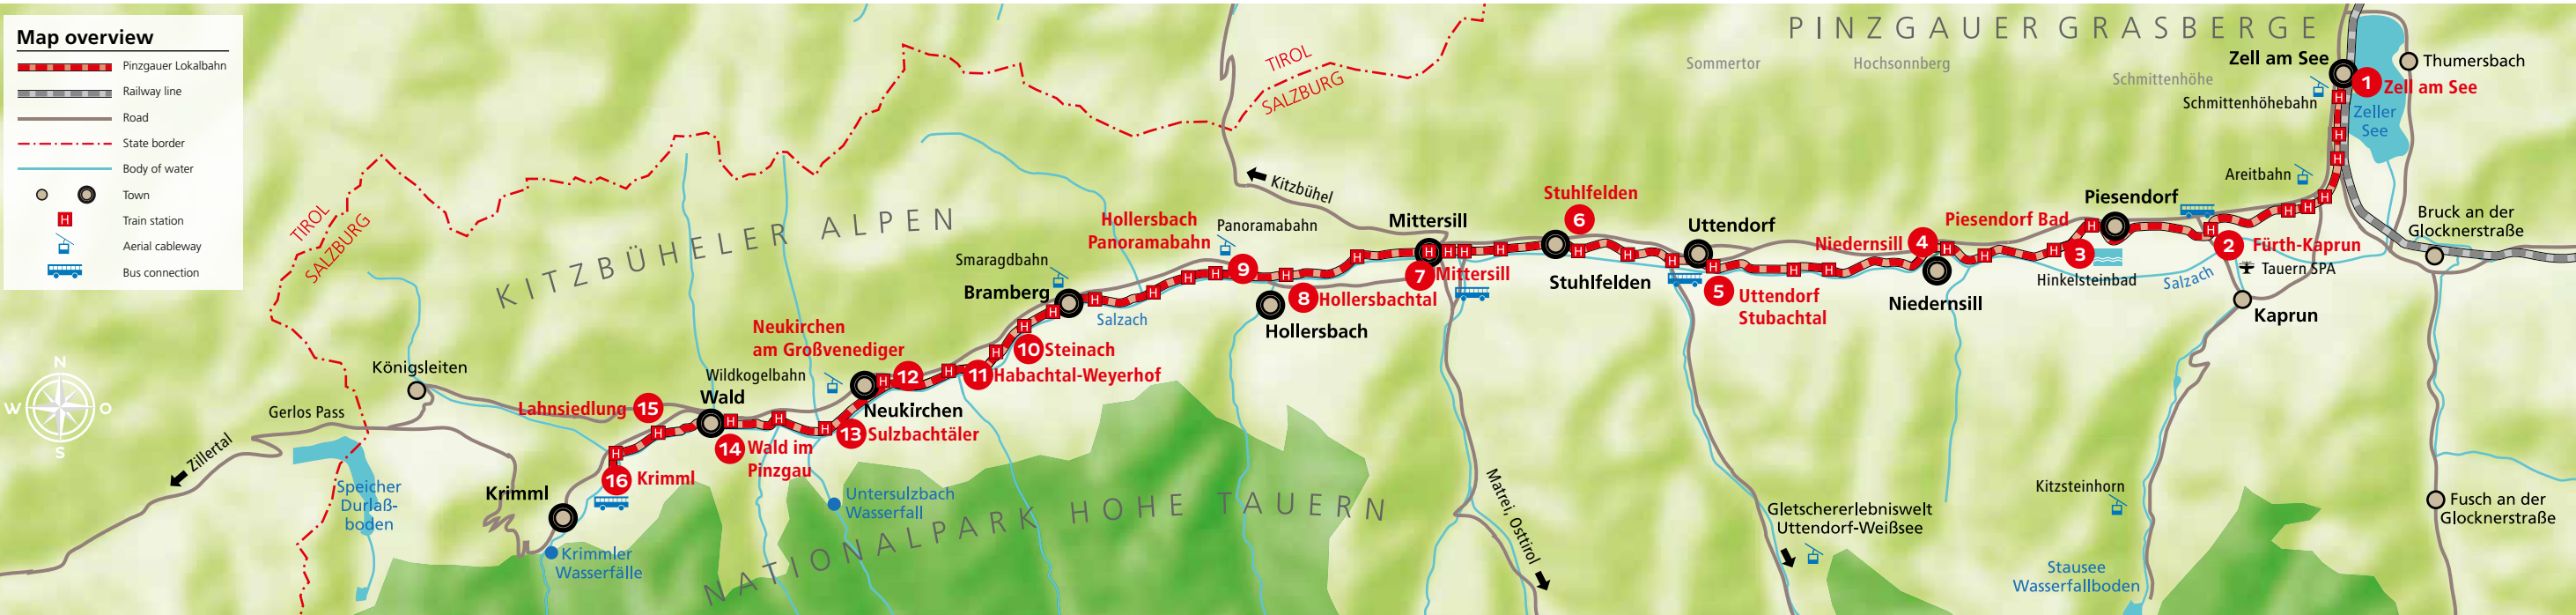 Map overview
Pinzgauer Lokalbahn
Railway line
Road
State border
Body of water
Town
H
Train station
Aerial cableway
Bus connection
N
W
O
S
TIROL
SALZBURG
KITZBÜHELER ALPEN
TIROL
SALZBURG
PINZGAUER GRASBERGE
Sommertor
Hochsonnberg
Schmittenhöhe
Zell am See
1 Zell am See
Thumersbach
Schmittenhöhebahn
Zeller
See
Areitbahn
Bruck an der
Glocknerstraße
Piesendorf
2 Fürth-Kaprun
Tauern SPA
Salzach
Kaprun
Piesendorf Bad
3
Hinkelsteinbad
Niedernsill 4
Niedernsill
Uttendorf
5 Uttendorf
Stubachtal
Stuhlfelden
6
Stuhlfelden
Kitzbühel
Mittersill
7 Mittersill
Hollersbach
Panoramabahn
Panoramabahn
9
8 Hollersbachtal
Hollersbach
Smaragdbahn
Bramberg
Salzach
10 Steinach
11 Habachtal-Weyerhof
Neukirchen
am Großvenediger
12
Wildkogelbahn
Neukirchen
13 Sulzbachtäler
Wald
14 Wald im
Pinzgau
Lahnsiedlung 15
16 Krimml
Krimml
Königsleiten
Gerlos Pass
Zillertal
Speicher
Durlaß-
boden
Krimmler
Wasserfälle
Untersulzbach
Wasserfall
NATIONALPARK HOHE TAUERN
Matrei, Osttirol
Gletschererlebniswelt
Uttendorf-Weißsee
Kitzsteinhorn
Stausee
Wasserfallboden
Fusch an der
Glocknerstraße